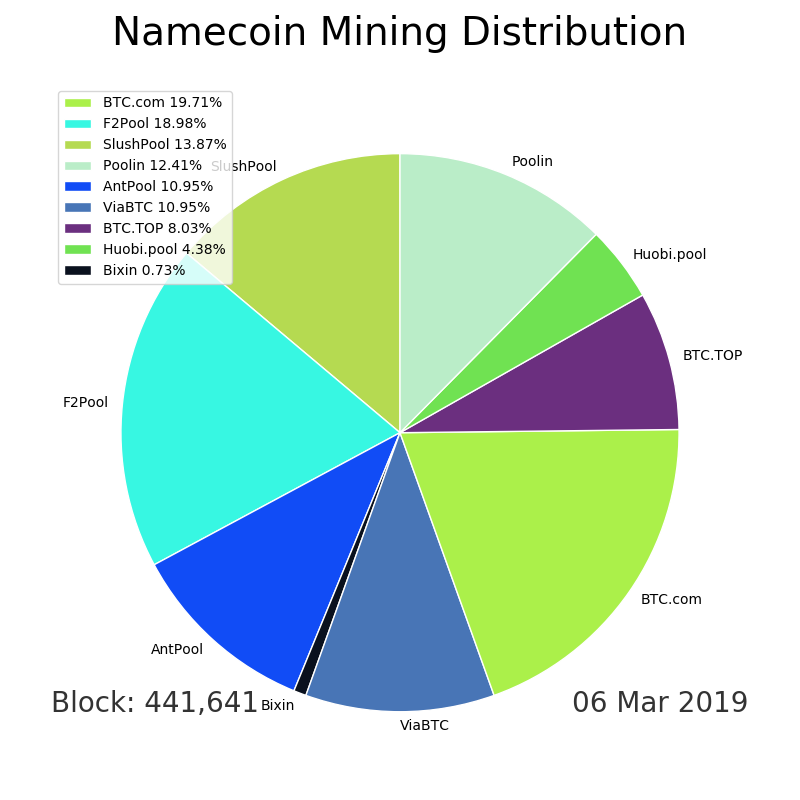 Namecoin Mining Distribution
BTC.com 19.71%
F2Pool 18.98%
SlushPool 13.87%
Poolin 12.41%
AntPool 10.95%
ViaBTC 10.95%
BTC.TOP 8.03%
Huobi.pool 4.38%
Bixin 0.73%
SlushPool
Poolin
Huobi.pool
BTC.TOP
F2Pool
BTC.com
AntPool
Bixin
ViaBTC
Block: 441,641
06 Mar 2019